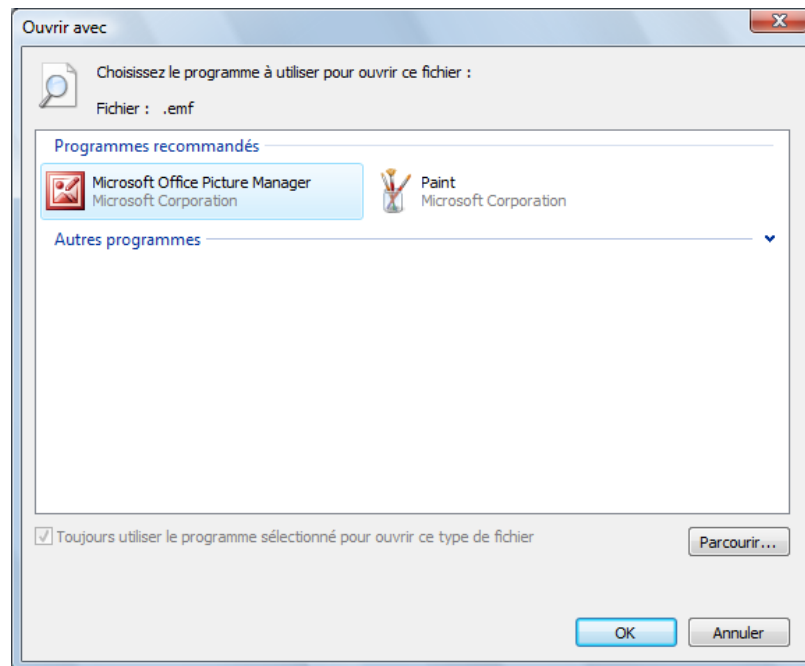 Ouvrir avec
Choisissez le programme à utiliser pour ouvrir ce fichier :
Fichier : .emf
Programmes recommandés
Microsoft Office Picture Manager
Microsoft Corporation
Paint
Microsoft Corporation
Autres programmes
Toujours utiliser le programme sélectionné pour ouvrir ce type de fichier
Parcourir...
OK
Annuler